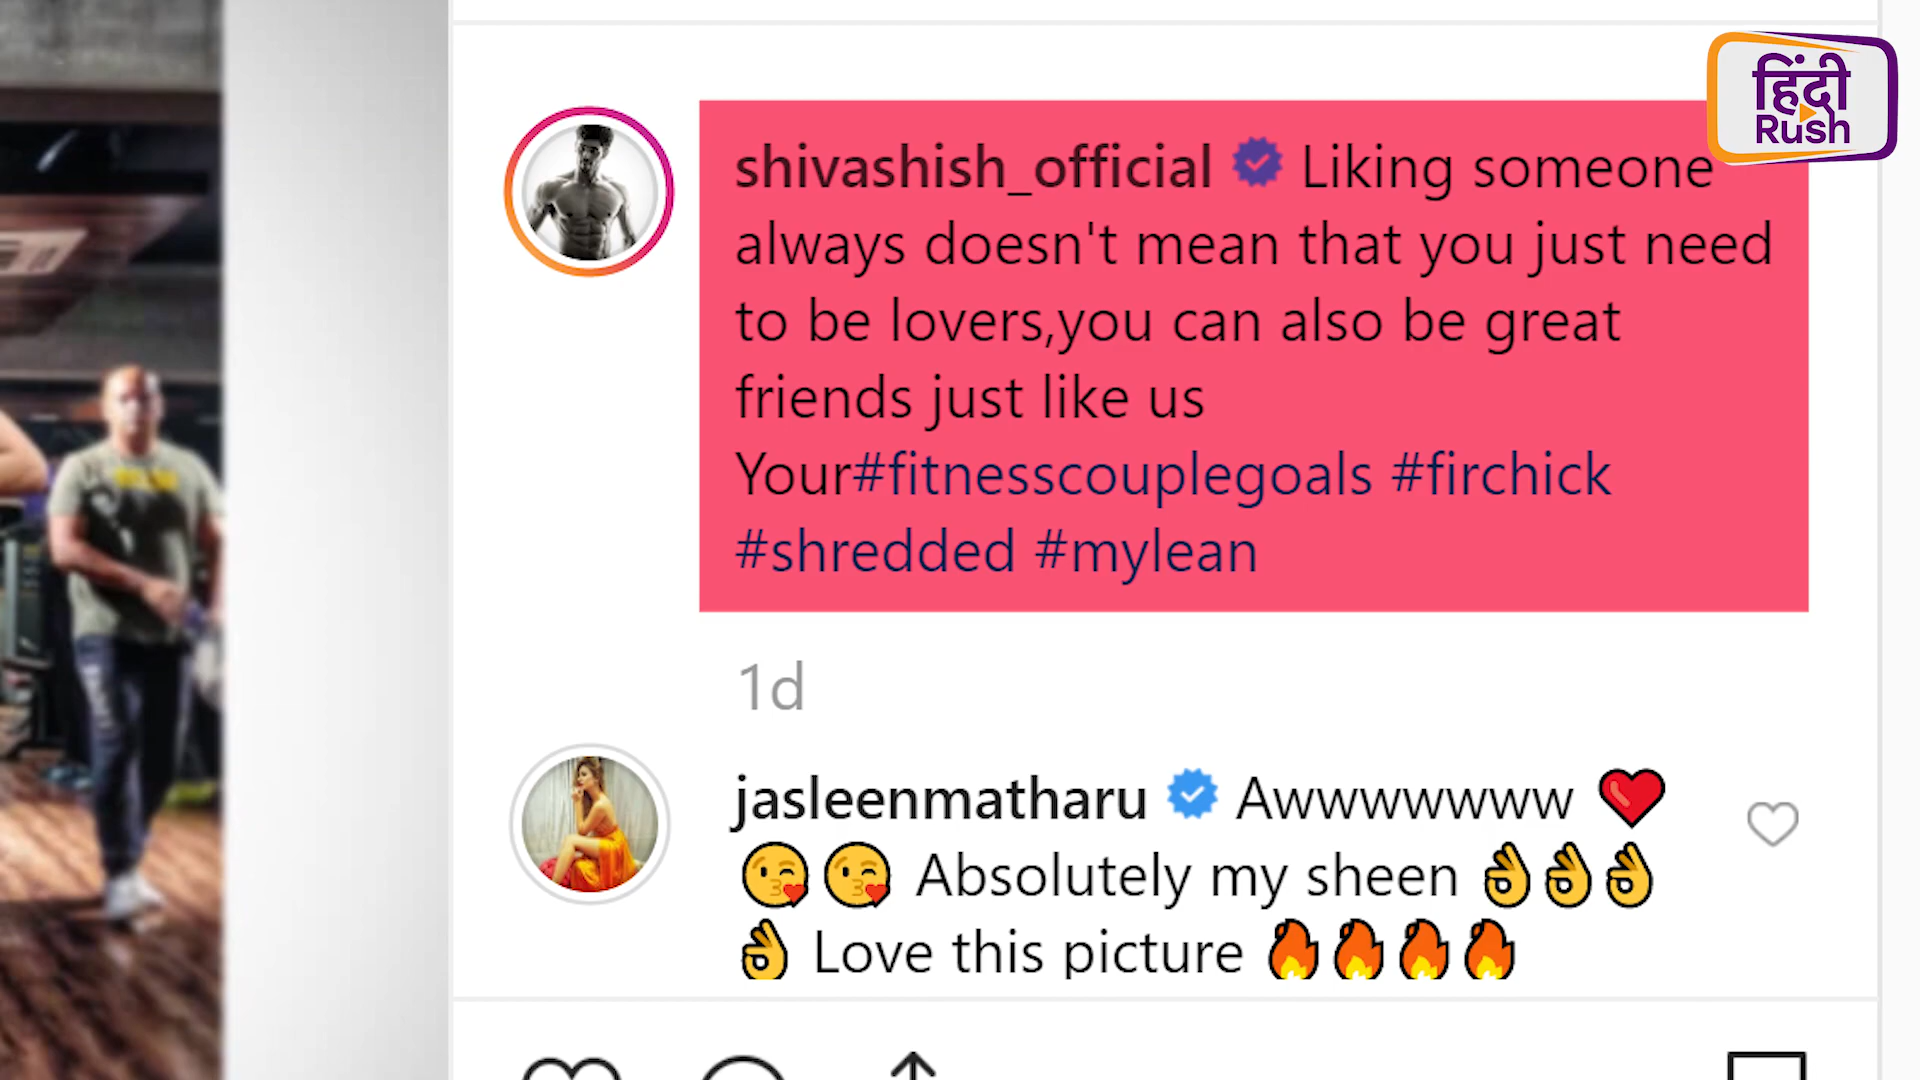 हिंदी
Rush
shivashish_official Liking someone
always doesn't mean that you just need
to be lovers,you can also be great
friends just like us
Your#fitnesscouplegoals #firchick
#shredded #mylean
1d
jasleenmatharu Awwwwwww ❤️
😘😘 Absolutely my sheen 👌👌👌
👌 Love this picture 🔥🔥🔥🔥